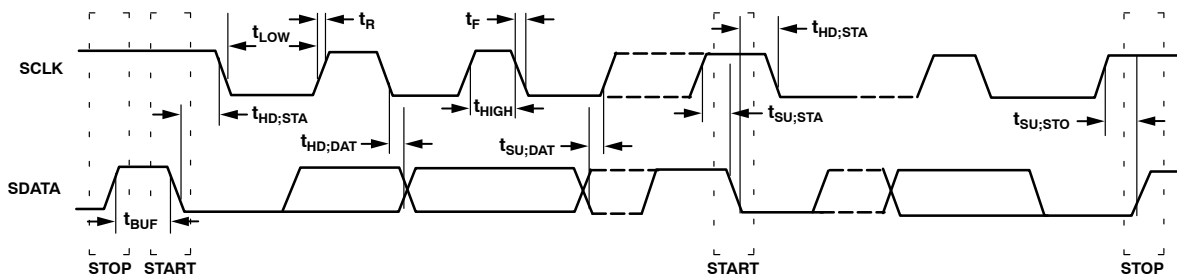 tR
tF
tHD;STA
tLOW
SCLK
tHD;STA
tHIGH
tSU;STA
tSU;STO
tHD;DAT
tSU;DAT
SDATA
tBUF
STOP START START STOP